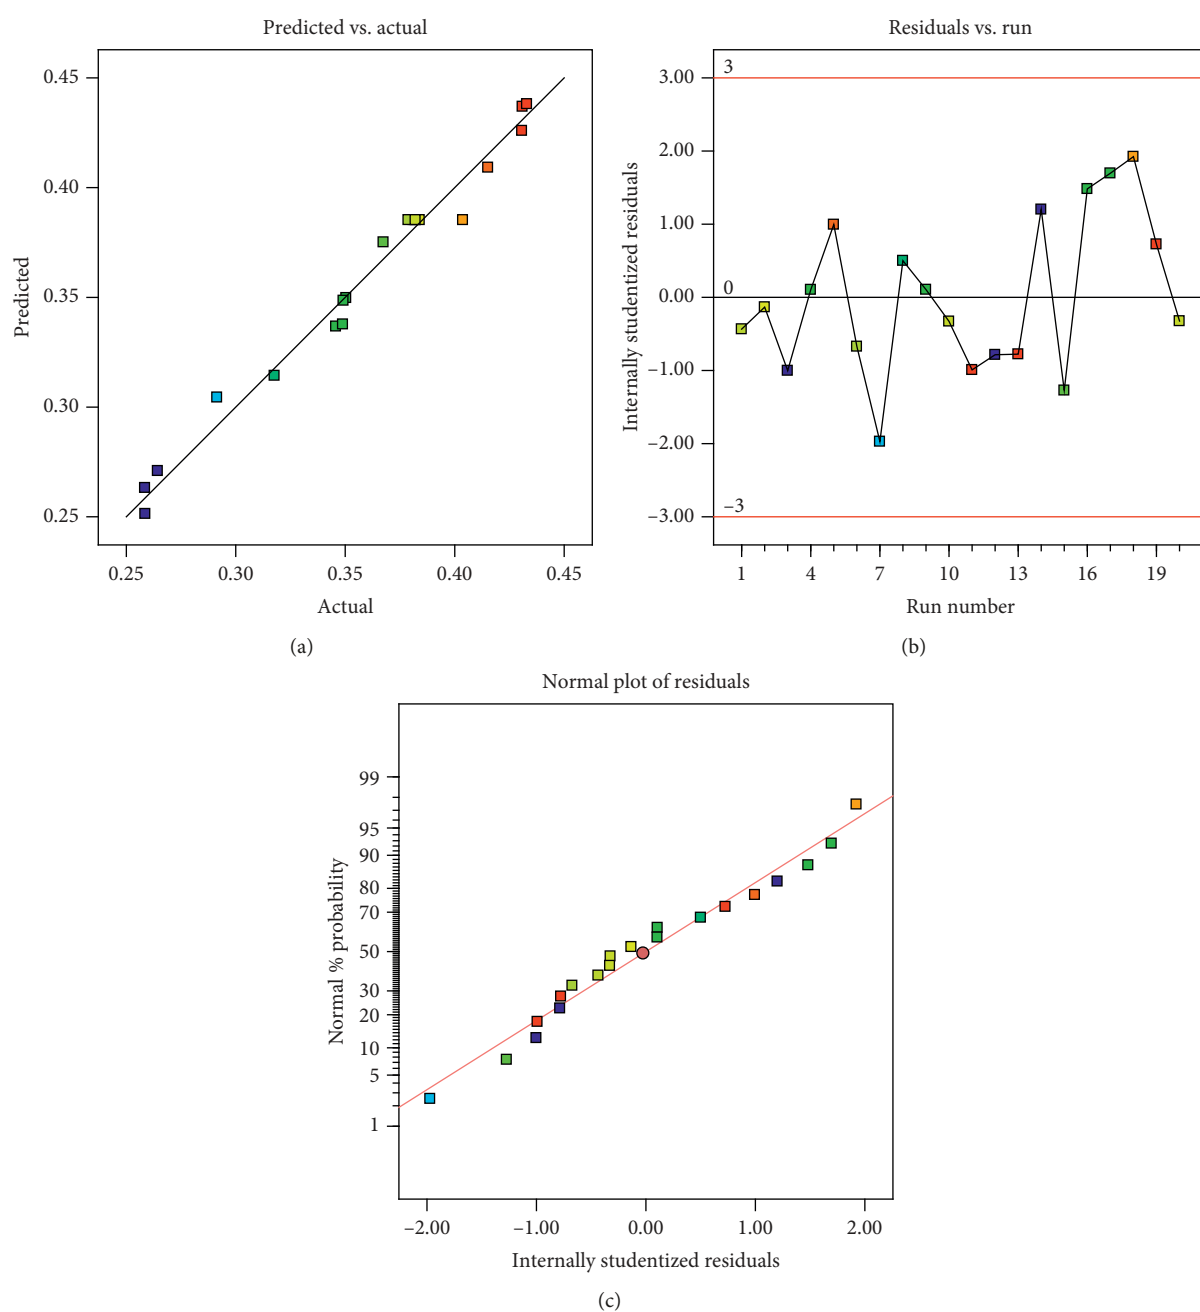 Predicted vs. actual
0.45
0.40
0.35
0.30
0.25
Predicted
0.25 0.30 0.35 0.40 0.45
Actual
(a)
Residuals vs. run
3.00
2.00
1.00
0.00
−1.00
−2.00
−3.00
3
0
−3
Internally studentized residuals
1 4 7 10 13 16 19
Run number
(b)
Normal plot of residuals
99
95
90
80
70
50
30
20
10
5
1
Normal % probability
−2.00 −1.00 0.00 1.00 2.00
Internally studentized residuals
(c)